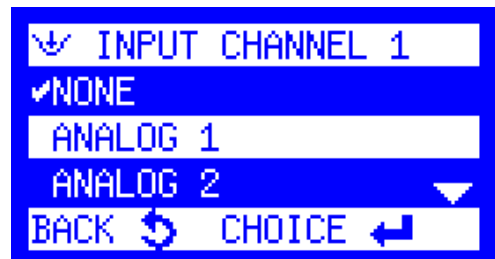 INPUT CHANNEL 1
✔NONE
ANALOG 1
ANALOG 2
BACK CHOICE